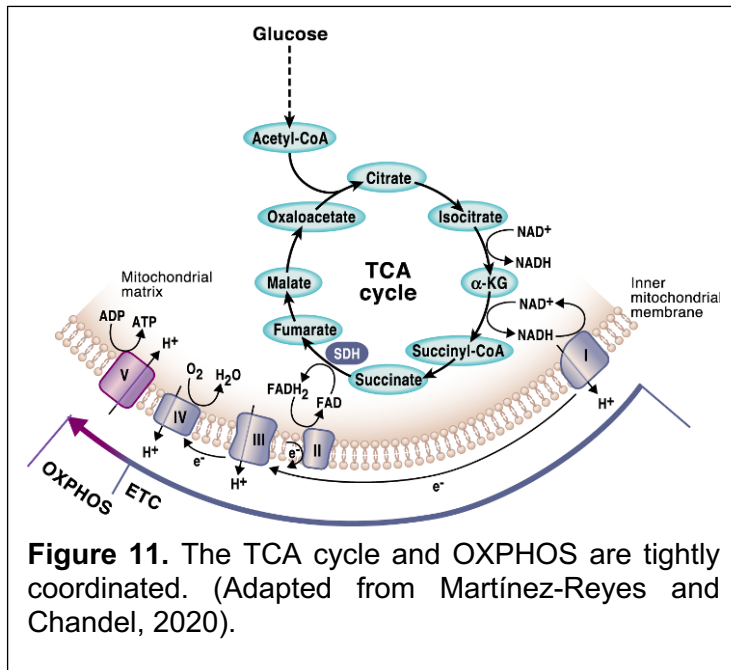 Glucose
Acetyl-CoA
Citrate
Oxaloacetate
Isocitrate
NAD+
NADH
TCA
cycle
Malate
α-KG
Mitochondrial
matrix
Inner
mitochondrial
membrane
NAD+
NADH
Fumarate
Succinyl-CoA
SDH
Succinate
ADP
ATP
H+
V
O2
H2O
IV
H+
e-
FADH2
FAD
III
H+
e-
II
I
H+
e-
OXPHOS
ETC
Figure 11. The TCA cycle and OXPHOS are tightly
coordinated. (Adapted from Martínez-Reyes and
Chandel, 2020).